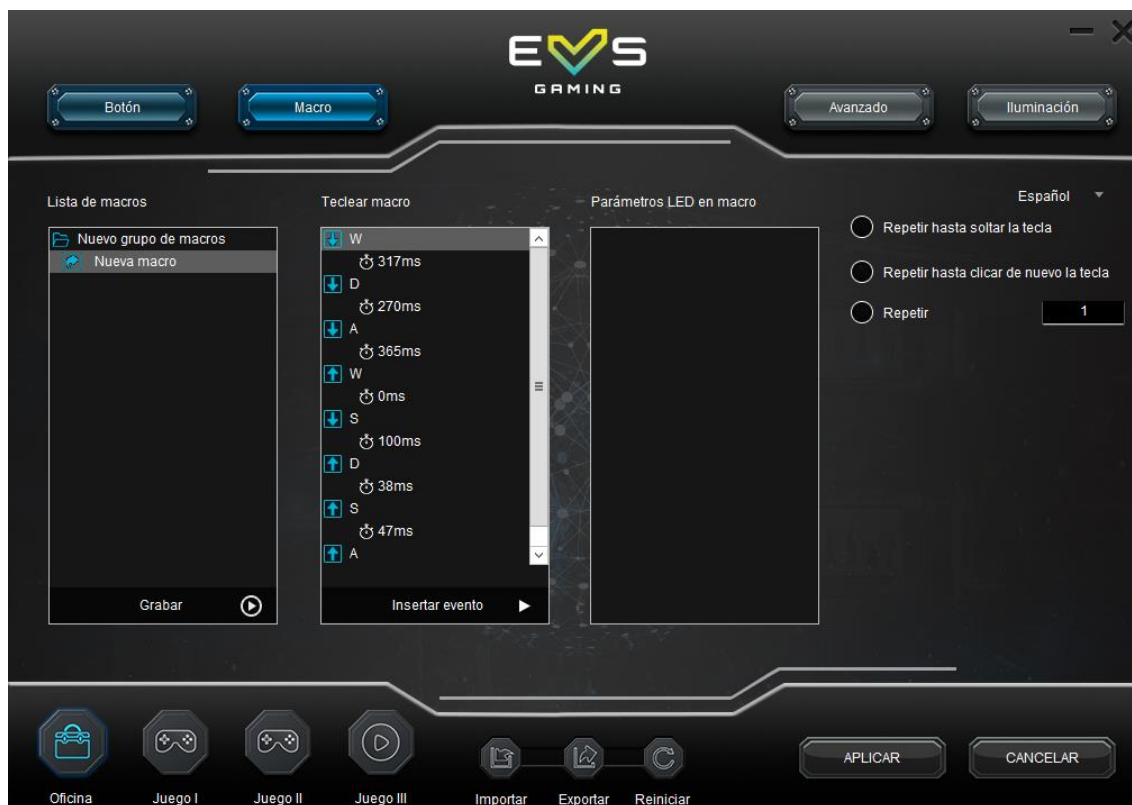 EVS
GAMING
Botón
Macro
Avanzado
Iluminación
Español
Lista de macros
Nuevo grupo de macros
Nueva macro
Grabar
Teclear macro
W
317ms
D
270ms
A
365ms
W
0ms
S
100ms
D
38ms
S
47ms
A
Insertar evento
Parámetros LED en macro
Repetir hasta soltar la tecla
Repetir hasta clicar de nuevo la tecla
Repetir 1
Oficina
Juego I
Juego II
Juego III
Importar
Exportar
Reiniciar
APLICAR
CANCELAR